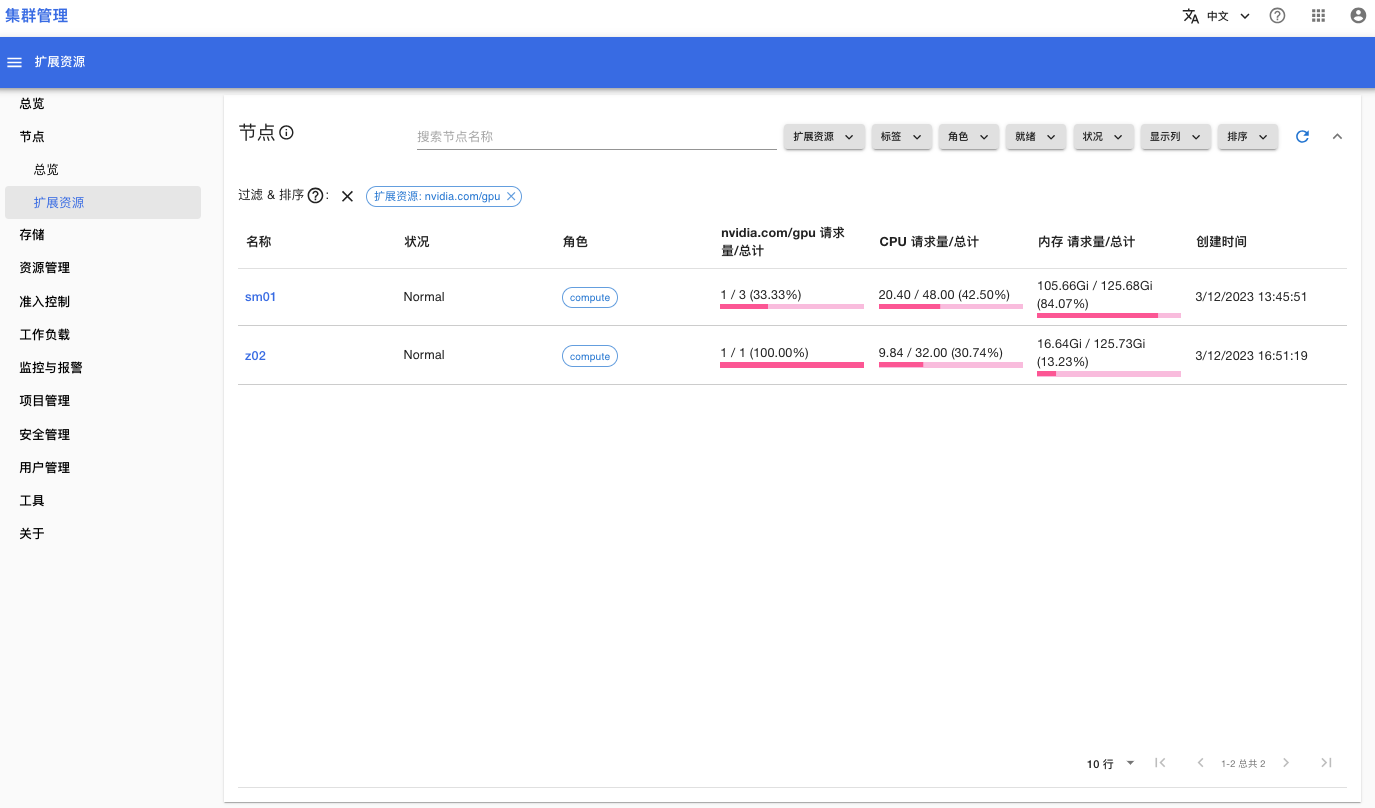 集群管理
中文
扩展资源
总览
节点
总览
扩展资源
存储
资源管理
准入控制
工作负载
监控与报警
项目管理
安全管理
用户管理
工具
关于
节点
搜索节点名称
扩展资源
标签
角色
就绪
状况
显示列
排序
过滤 & 排序 ? :
扩展资源: nvidia.com/gpu
名称
状况
角色
nvidia.com/gpu 请求
量/总计
CPU 请求量/总计
内存 请求量/总计
创建时间
sm01
Normal
compute
1 / 3 (33.33%)
20.40 / 48.00 (42.50%)
105.66Gi / 125.68Gi
(84.07%)
3/12/2023 13:45:51
z02
Normal
compute
1 / 1 (100.00%)
9.84 / 32.00 (30.74%)
16.64Gi / 125.73Gi
(13.23%)
3/12/2023 16:51:19
10 行
1-2 总共 2